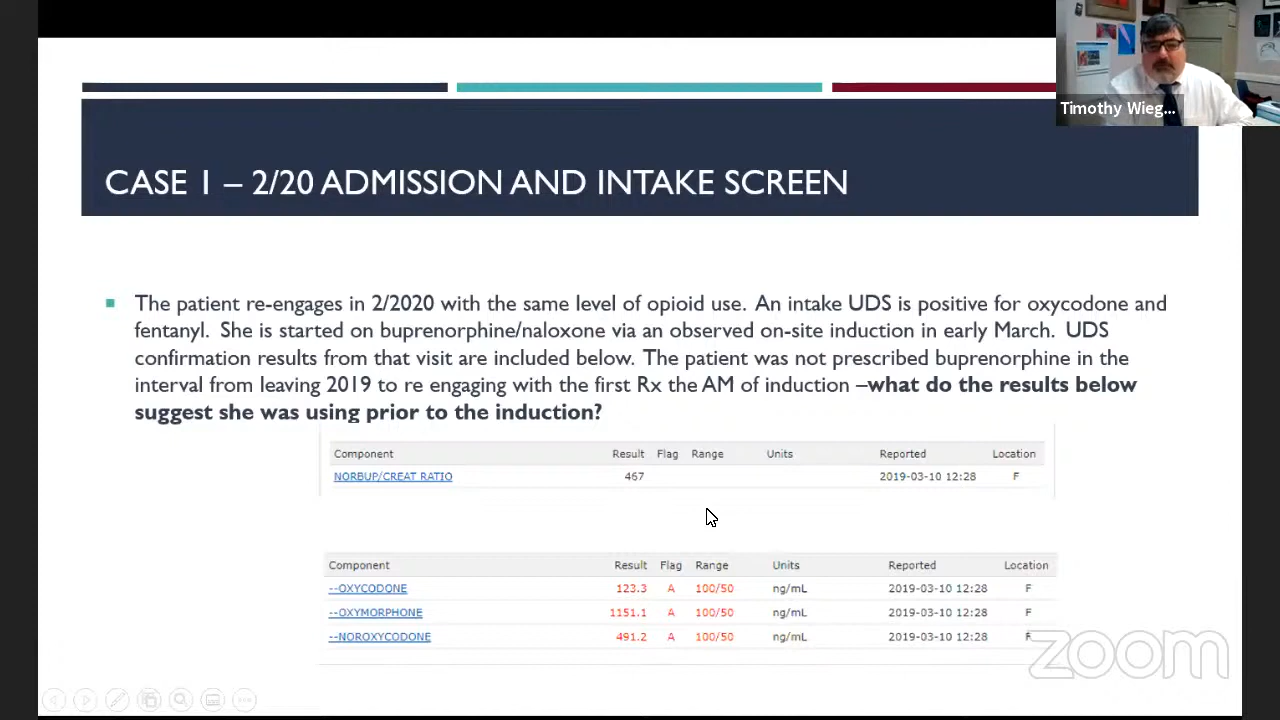 Timothy Wieg...
CASE 1 – 2/20 ADMISSION AND INTAKE SCREEN
The patient re-engages in 2/2020 with the same level of opioid use. An intake UDS is positive for oxycodone and
fentanyl. She is started on buprenorphine/naloxone via an observed on-site induction in early March. UDS
confirmation results from that visit are included below. The patient was not prescribed buprenorphine in the
interval from leaving 2019 to re engaging with the first Rx the AM of induction –what do the results below
suggest she was using prior to the induction?
Component Result Flag Range Units Reported Location
NORBUP/CREAT RATIO 467 2019-03-10 12:28 F
Component Result Flag Range Units Reported Location
--OXYCODONE 123.3 A 100/50 ng/mL 2019-03-10 12:28 F
--OXYMORPHONE 1151.1 A 100/50 ng/mL 2019-03-10 12:28 F
--NOROXYCODONE 491.2 A 100/50 ng/mL 2019-03-10 12:28 F
zoom